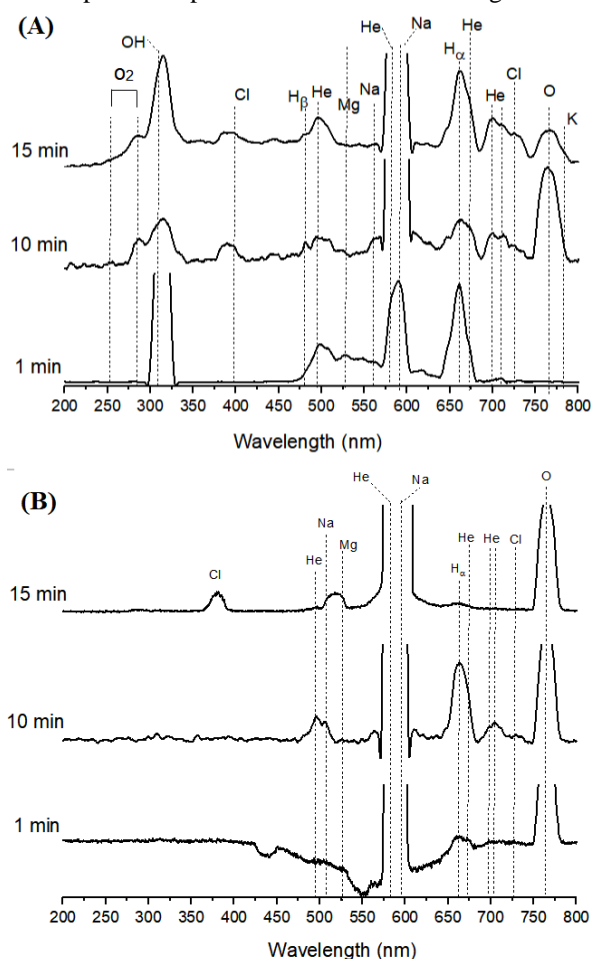 (A)
OH
O2
Cl
Hβ
He
Mg
Na
He
Na
Hα
He
He
Cl
O
K
15 min
10 min
1 min
200 250 300 350 400 450 500 550 600 650 700 750 800
Wavelength (nm)
(B)
He
Na
O
Cl
He
Na
Mg
Hα
He
He
Cl
15 min
10 min
1 min
200 250 300 350 400 450 500 550 600 650 700 750 800
Wavelength (nm)